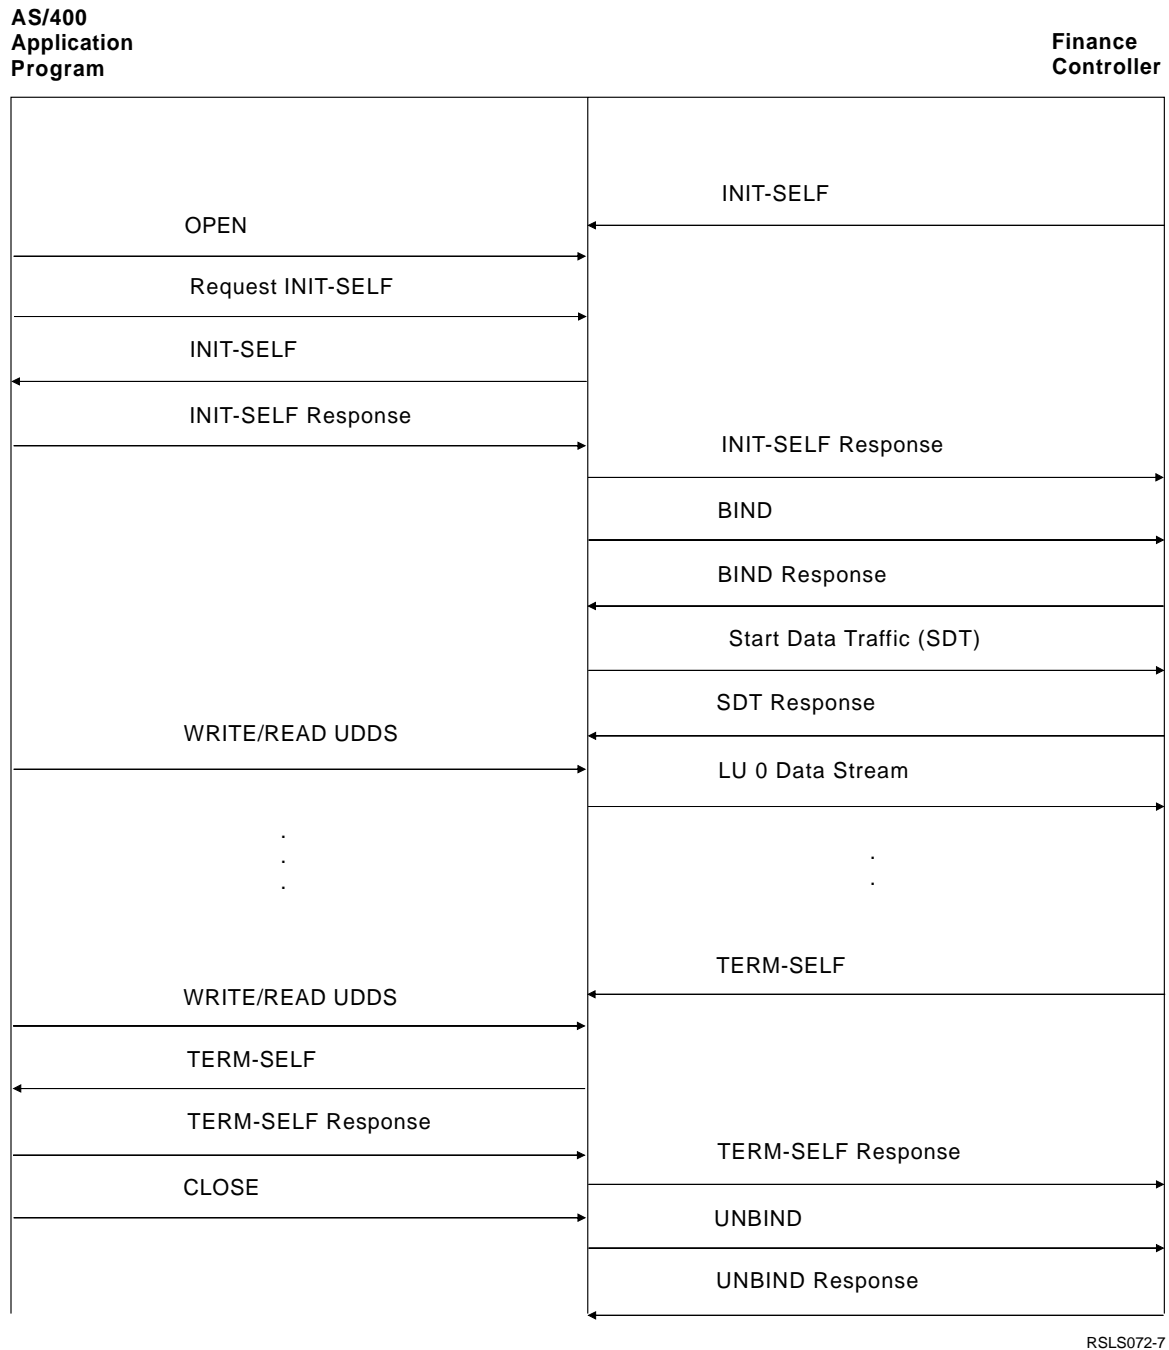 AS/400
Application
Program
Finance
Controller
INIT-SELF
OPEN
Request INIT-SELF
INIT-SELF
INIT-SELF Response
INIT-SELF Response
BIND
BIND Response
Start Data Traffic (SDT)
SDT Response
WRITE/READ UDDS
LU 0 Data Stream
.
.
.
.
.
TERM-SELF
WRITE/READ UDDS
TERM-SELF
TERM-SELF Response
TERM-SELF Response
CLOSE
UNBIND
UNBIND Response
RSLS072-7